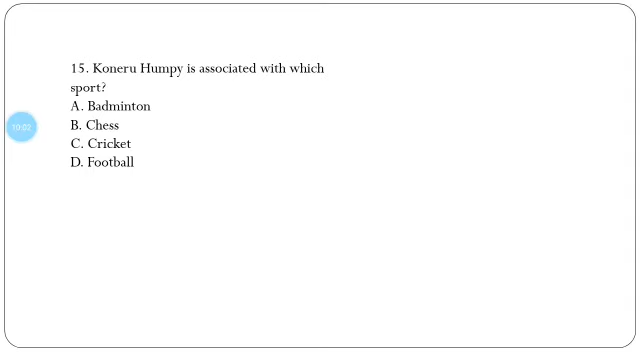 15. Koneru Humpy is associated with which
sport?
A. Badminton
B. Chess
C. Cricket
D. Football
10:02